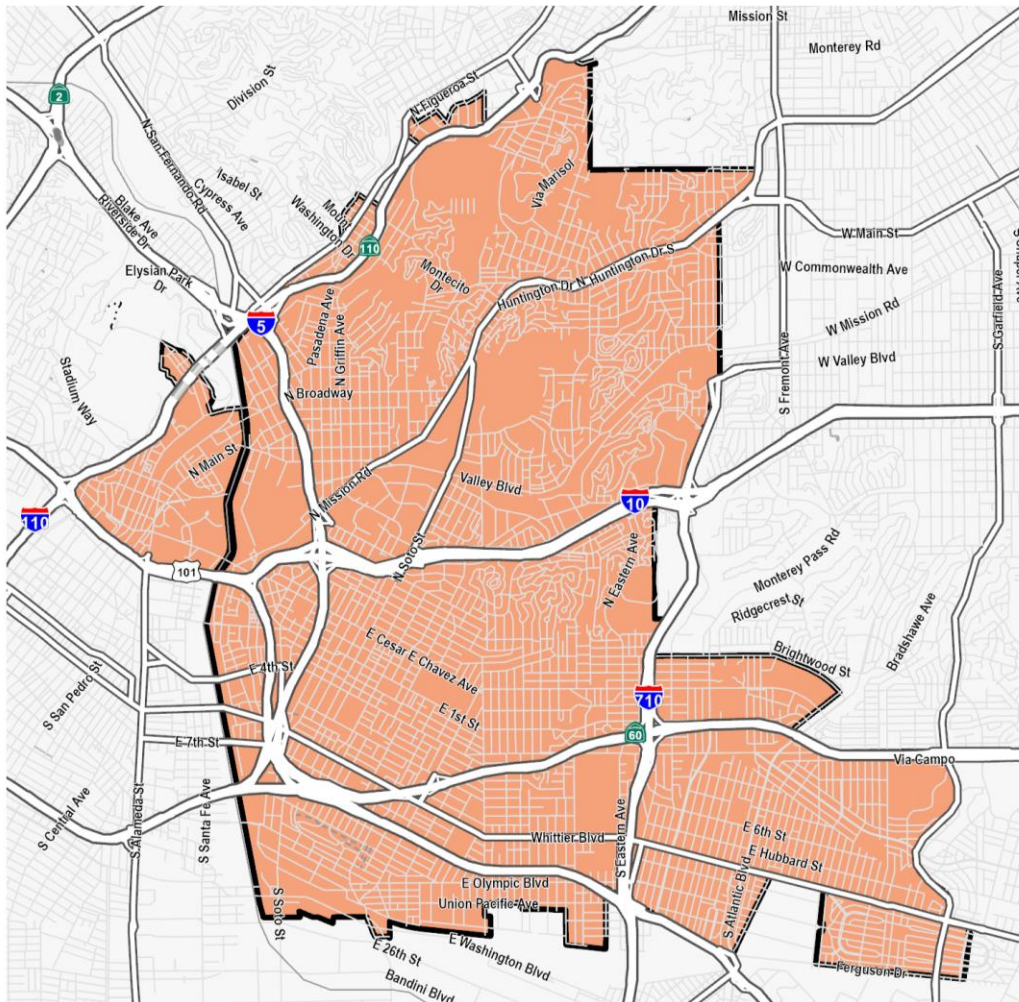 Mission St
Monterey Rd
2
Division St
N Figueroa St
N San Fernando Rd
Isabel St
Cypress Ave
Via Marisol
Blake Ave
Riverside Dr
Mount
Washington Dr
110
W Main St
Elysian Park
Dr
Montecito
Dr
Huntington Dr N
Huntington Dr S
W Commonwealth Ave
S Garfield Ave
5
Pasadena Ave
N Griffin Ave
W Mission Rd
S Fremont Ave
W Valley Blvd
Stadium Way
N Broadway
N Main St
N Mission Rd
Valley Blvd
10
110
N Soto St
101
N Eastern Ave
Monterey Pass Rd
Ridgecrest St
Bradshawe Ave
E Cesar E Chavez Ave
Brightwood St
E 4th St
S San Pedro St
E 1st St
710
60
E 7th St
Via Campo
S Central Ave
S Alameda St
S Santa Fe Ave
Whittier Blvd
S Eastern Ave
E 6th St
E Hubbard St
E Olympic Blvd
Union Pacific Ave
S Atlantic Blvd
S Soto St
E 26th St
E Washington Blvd
Bandini Blvd
Ferguson Dr